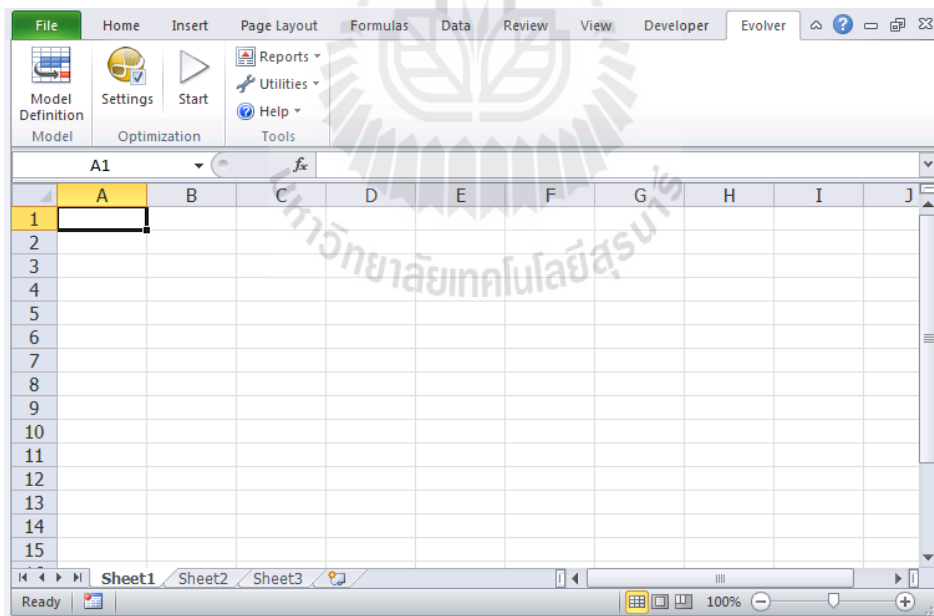 File Home Insert Page Layout Formulas Data Review View Developer Evolver
Reports
Utilities
Help
Model Definition Settings Start
Model Optimization Tools
A1 fx
A B C D E F G H I J
1
2
3
4
5
6
7
8
9
10
11
12
13
14
15
มหาวิทยาลัยเทคโนโลยีสุรนารี
Sheet1 Sheet2 Sheet3
Ready 100%